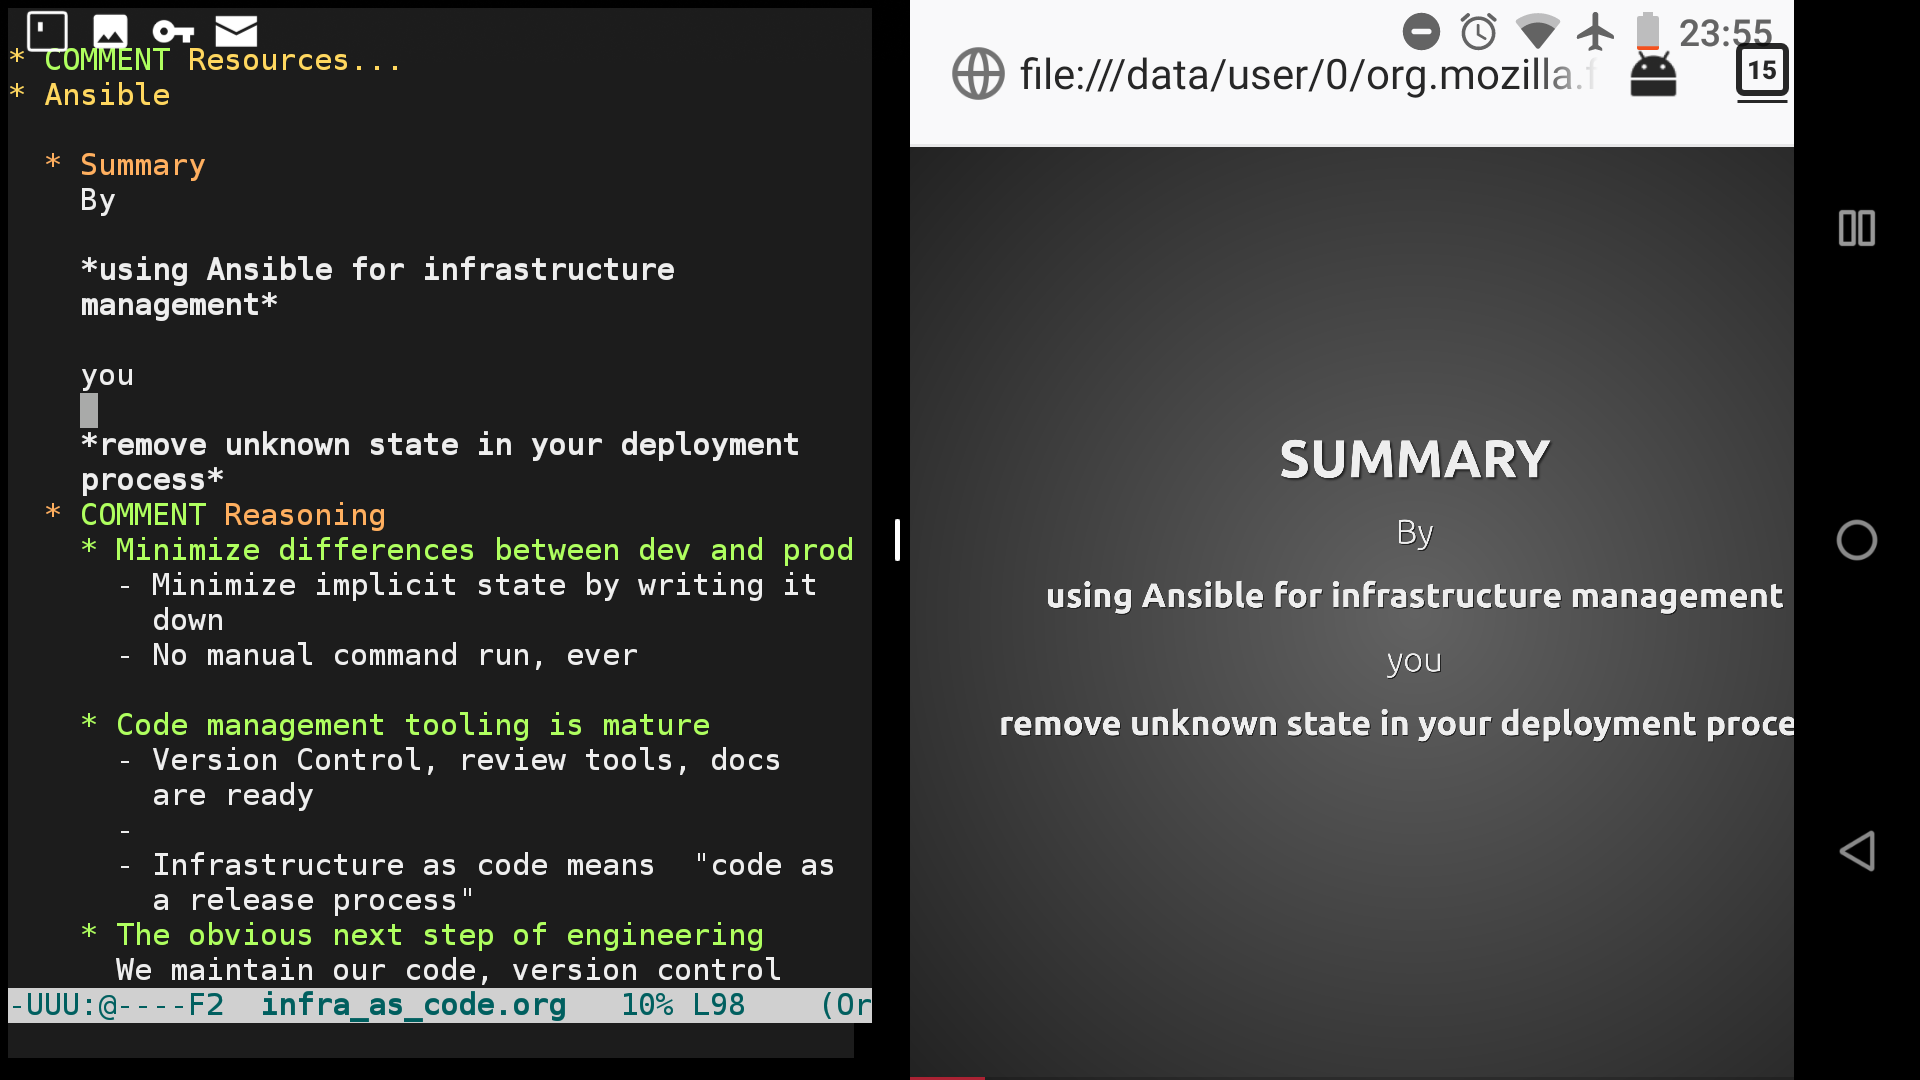 * COMMENT Resources...
* Ansible
* Summary
By
*using Ansible for infrastructure
management*
you
*remove unknown state in your deployment
process*
* COMMENT Reasoning
* Minimize differences between dev and prod
- Minimize implicit state by writing it
down
- No manual command run, ever
* Code management tooling is mature
- Version Control, review tools, docs
are ready
-
- Infrastructure as code means  "code as
a release process"
* The obvious next step of engineering
We maintain our code, version control
-UUU:@----F2  infra_as_code.org   10% L98    (Or
23:55
file:///data/user/0/org.mozilla.f
15
SUMMARY
By
using Ansible for infrastructure management
you
remove unknown state in your deployment proce